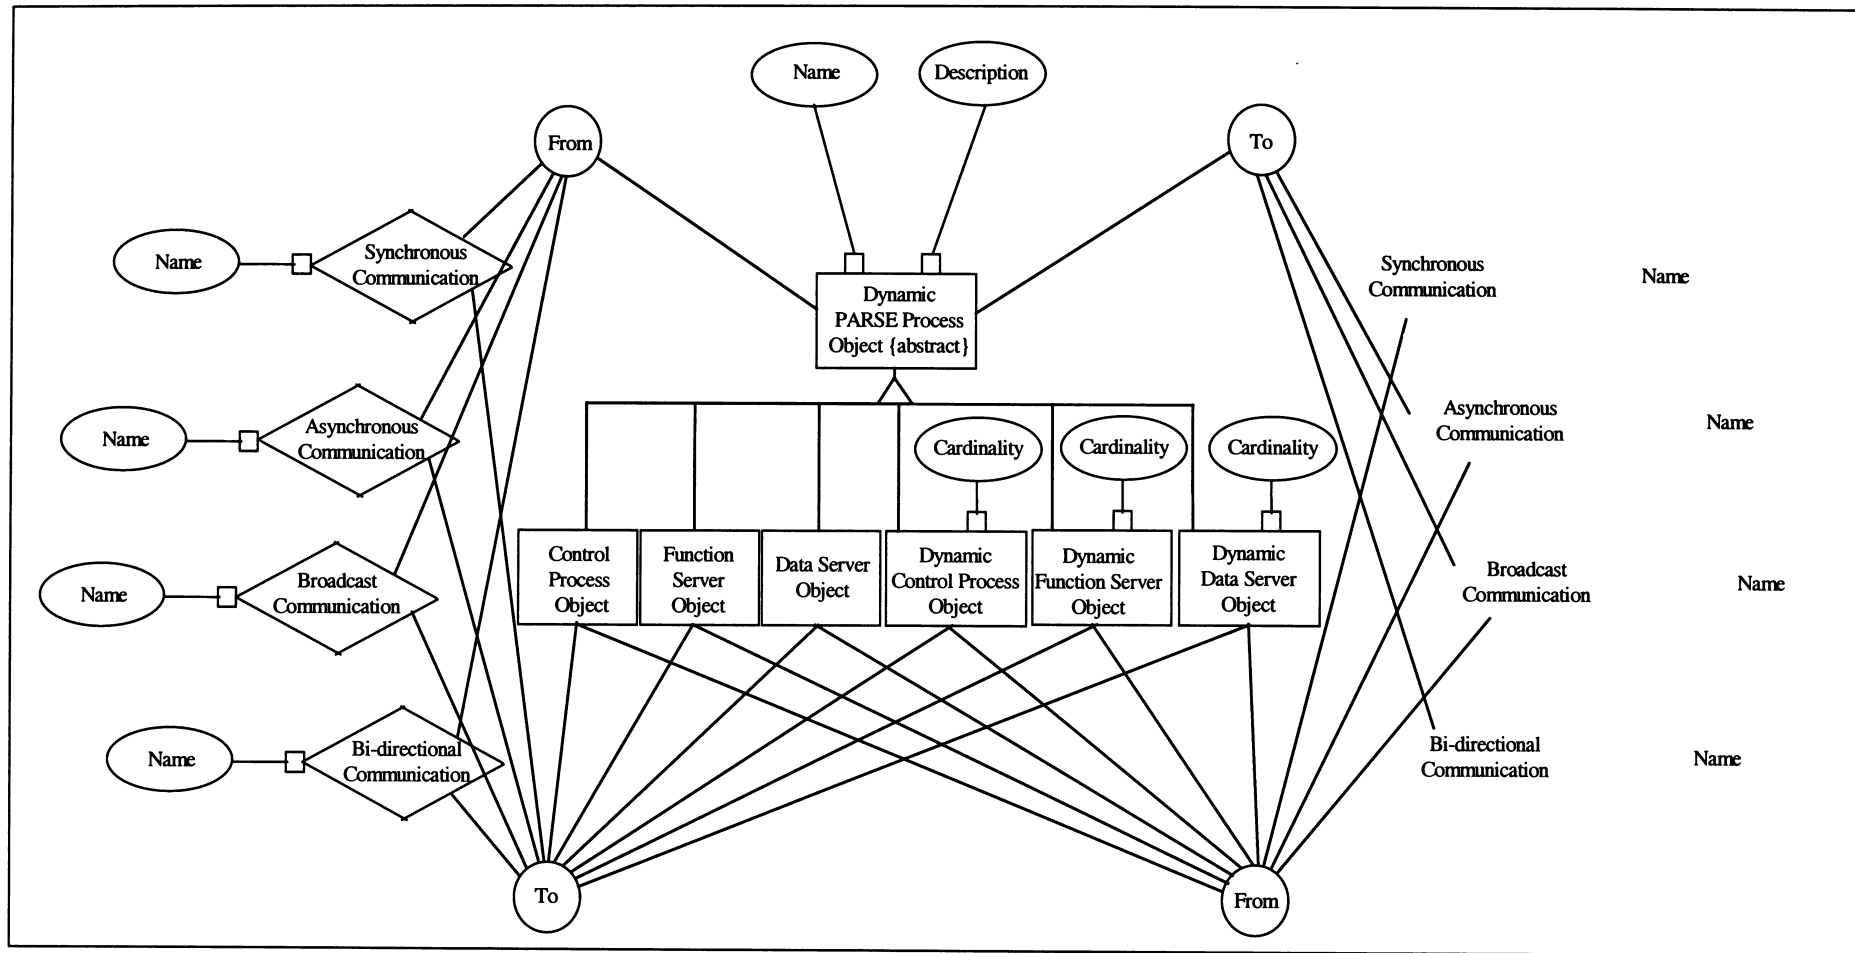 Name
Description
From
To
Synchronous
Communication
Name
Synchronous
Communication
Name
Dynamic
PARSE Process
Object {abstract}
Asynchronous
Communication
Name
Asynchronous
Communication
Name
Cardinality
Cardinality
Cardinality
Control
Process
Object
Function
Server
Object
Data Server
Object
Dynamic
Control Process
Object
Dynamic
Function Server
Object
Dynamic
Data Server
Object
Broadcast
Communication
Name
Broadcast
Communication
Name
Bi-directional
Communication
Name
Bi-directional
Communication
Name
To
From